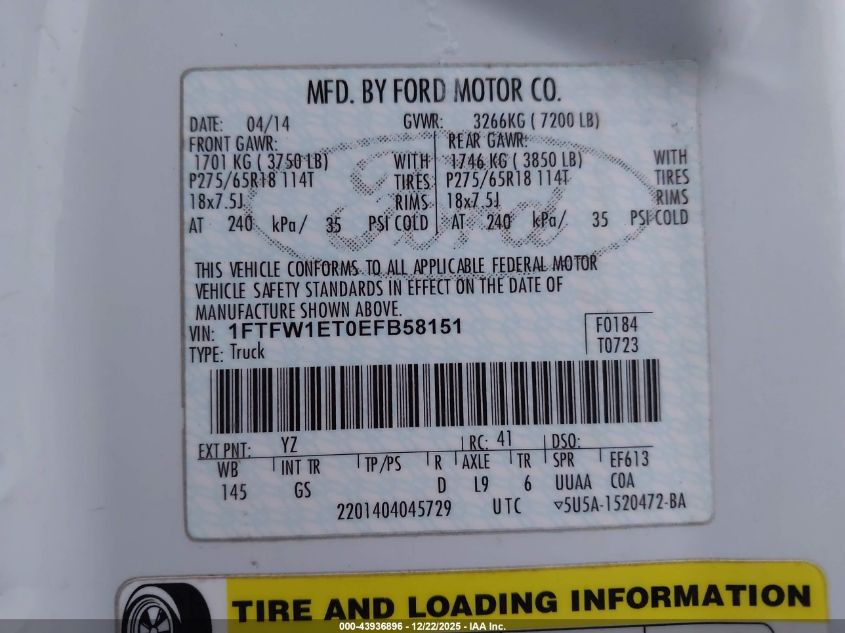 MFD. BY FORD MOTOR CO.
DATE: 04/14 GVWR: 3266KG ( 7200 LB)
FRONT GAWR: REAR GAWR:
1701 KG ( 3750 LB) WITH 1746 KG ( 3850 LB) WITH
P275/65R18 114T TIRES P275/65R18 114T TIRES
18x7.5J RIMS 18x7.5J RIMS
AT 240 kPa/ 35 PSI COLD AT 240 kPa/ 35 PSI COLD
Ford
THIS VEHICLE CONFORMS TO ALL APPLICABLE FEDERAL MOTOR
VEHICLE SAFETY STANDARDS IN EFFECT ON THE DATE OF
MANUFACTURE SHOWN ABOVE.
VIN: 1FTFW1ET0EFB58151 F0184
TYPE: Truck T0723
EXT PNT: YZ RC: 41 DSO:
WB INT TR TP/PS R AXLE TR SPR EF613
145 GS D L9 6 UUAA COA
2201404045729 UTC ▽5U5A-1520472-BA
TIRE AND LOADING INFORMATION
000-43936896 - 12/22/2025 - IAA Inc.